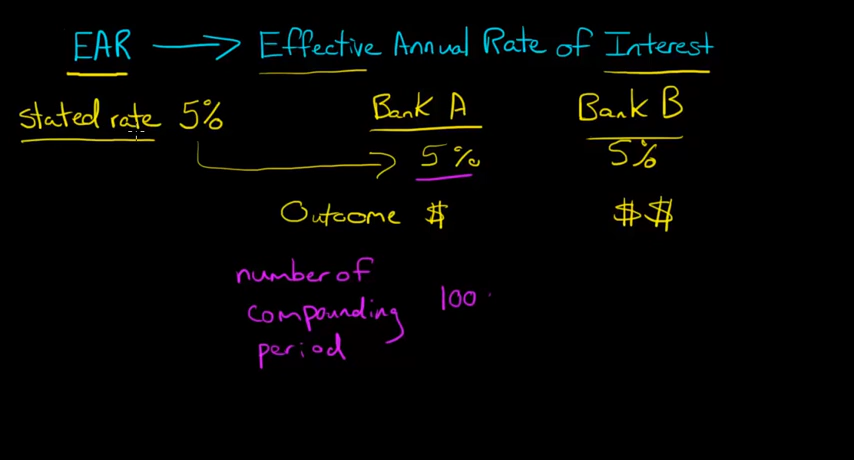 EAR → Effective Annual Rate of Interest
Stated rate 5% Bank A Bank B
5% 5%
Outcome $ $$
number of
compounding 100
period